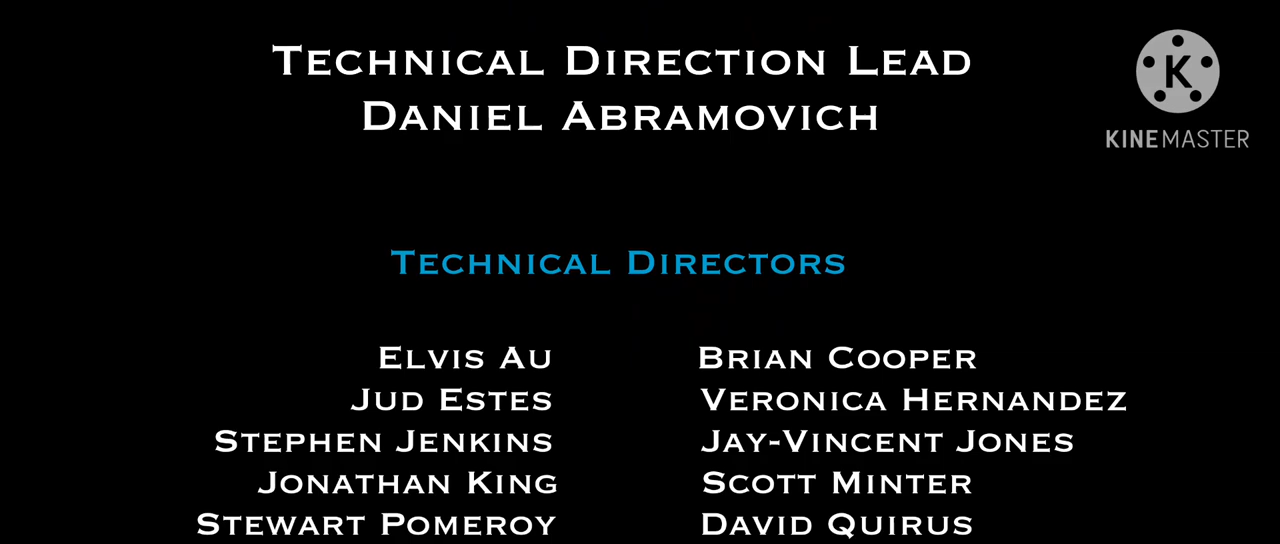 Technical Direction Lead
Daniel Abramovich
K
KINEMASTER
Technical Directors
Elvis Au Brian Cooper
Jud Estes Veronica Hernandez
Stephen Jenkins Jay-Vincent Jones
Jonathan King Scott Minter
Stewart Pomeroy David Quirus